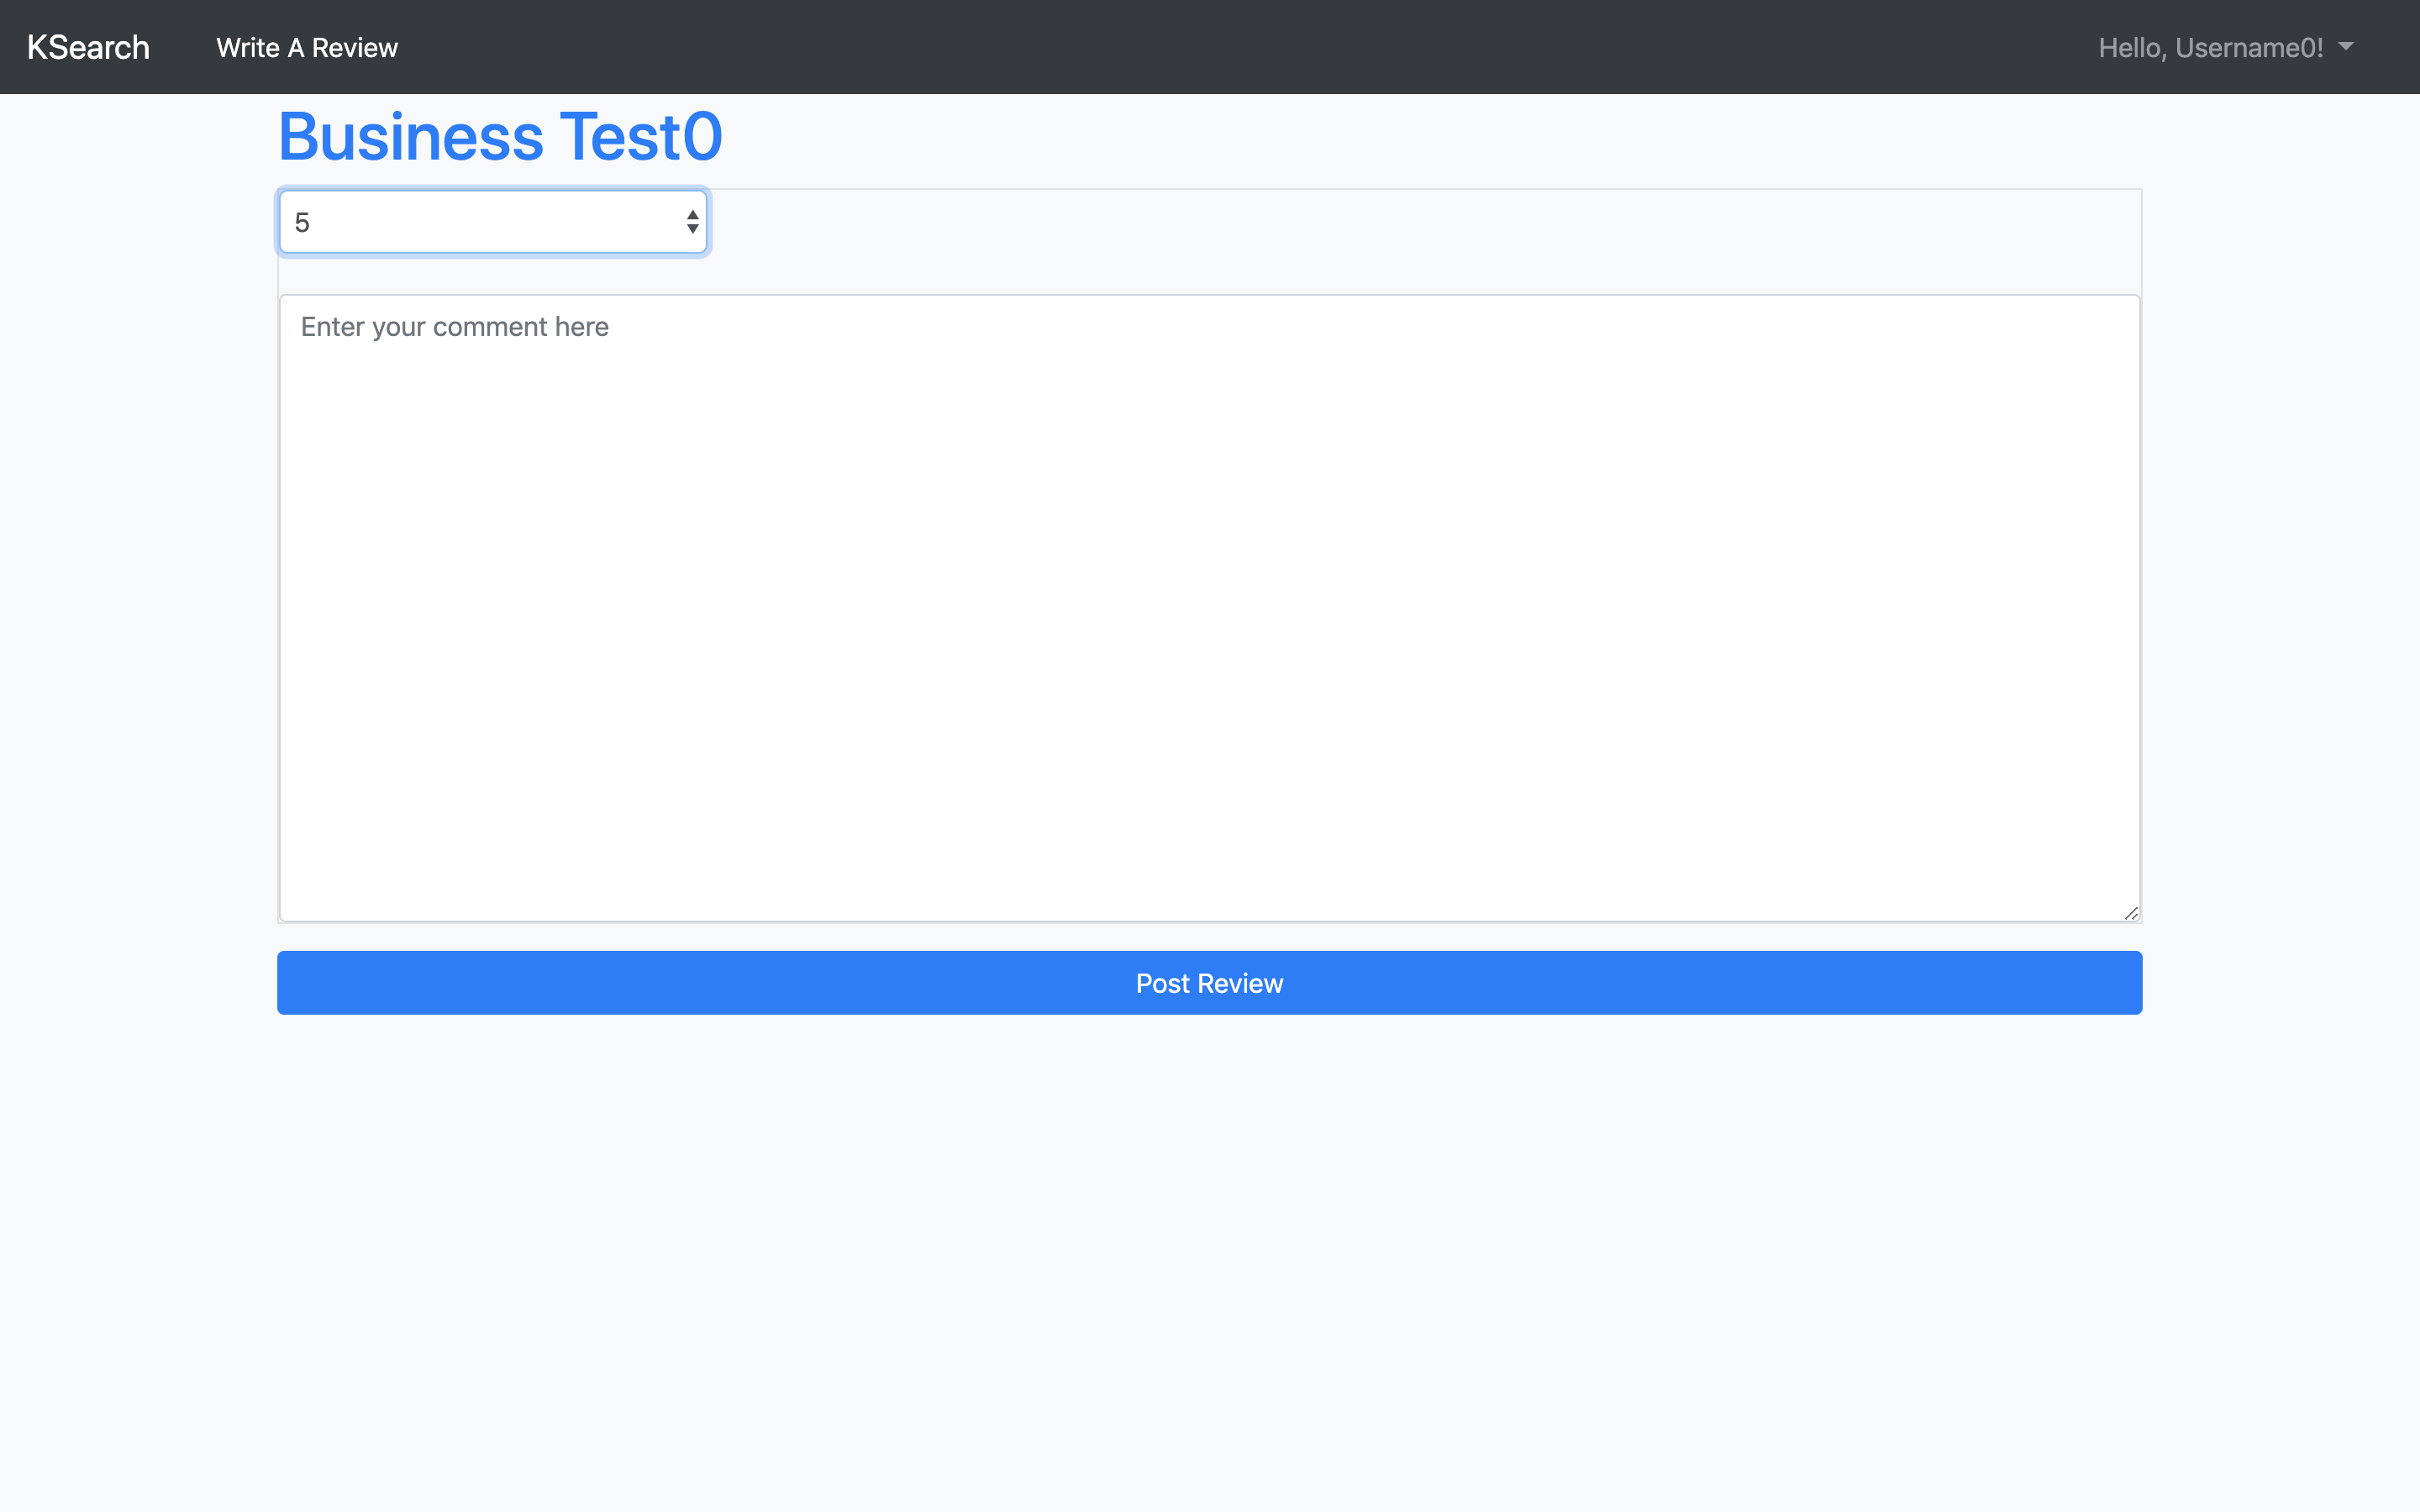 KSearch Write A Review Hello, Username0!
Business Test0
5
Enter your comment here
Post Review